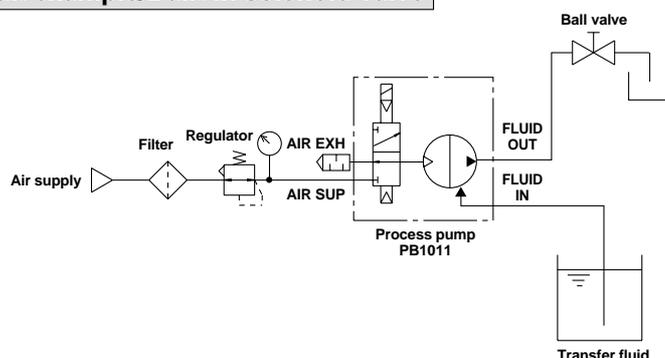 Ball valve
Regulator
Filter
AIR EXH
FLUID
OUT
Air supply
FLUID
IN
AIR SUP
Process pump
PB1011
Transfer fluid